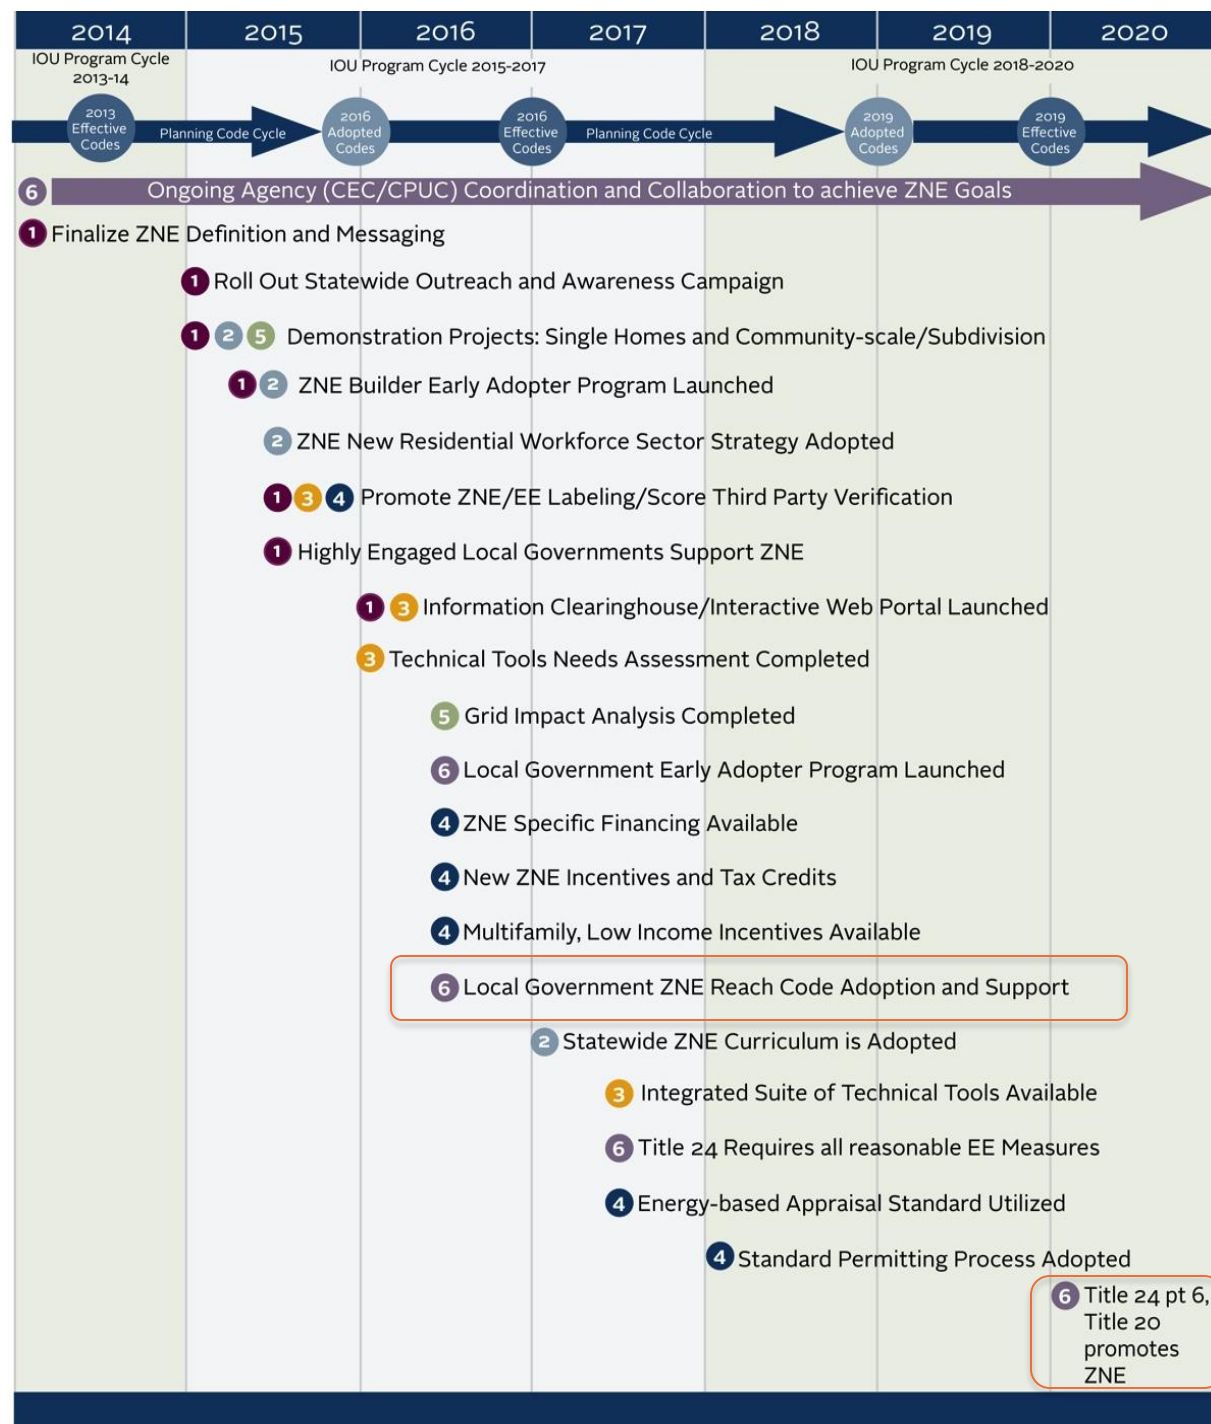 2014 2015 2016 2017 2018 2019 2020
IOU Program Cycle
2013-14
IOU Program Cycle 2015-2017
IOU Program Cycle 2018-2020
2013
Effective
Codes
Planning Code Cycle
2016
Adopted
Codes
2016
Effective
Codes
Planning Code Cycle
2019
Adopted
Codes
2019
Effective
Codes
6 Ongoing Agency (CEC/CPUC) Coordination and Collaboration to achieve ZNE Goals
1 Finalize ZNE Definition and Messaging
1 Roll Out Statewide Outreach and Awareness Campaign
1 2 5 Demonstration Projects: Single Homes and Community-scale/Subdivision
1 2 ZNE Builder Early Adopter Program Launched
2 ZNE New Residential Workforce Sector Strategy Adopted
1 3 4 Promote ZNE/EE Labeling/Score Third Party Verification
1 Highly Engaged Local Governments Support ZNE
1 3 Information Clearinghouse/Interactive Web Portal Launched
3 Technical Tools Needs Assessment Completed
5 Grid Impact Analysis Completed
6 Local Government Early Adopter Program Launched
4 ZNE Specific Financing Available
4 New ZNE Incentives and Tax Credits
4 Multifamily, Low Income Incentives Available
6 Local Government ZNE Reach Code Adoption and Support
2 Statewide ZNE Curriculum is Adopted
3 Integrated Suite of Technical Tools Available
6 Title 24 Requires all reasonable EE Measures
4 Energy-based Appraisal Standard Utilized
4 Standard Permitting Process Adopted
6 Title 24 pt 6,
Title 20
promotes
ZNE